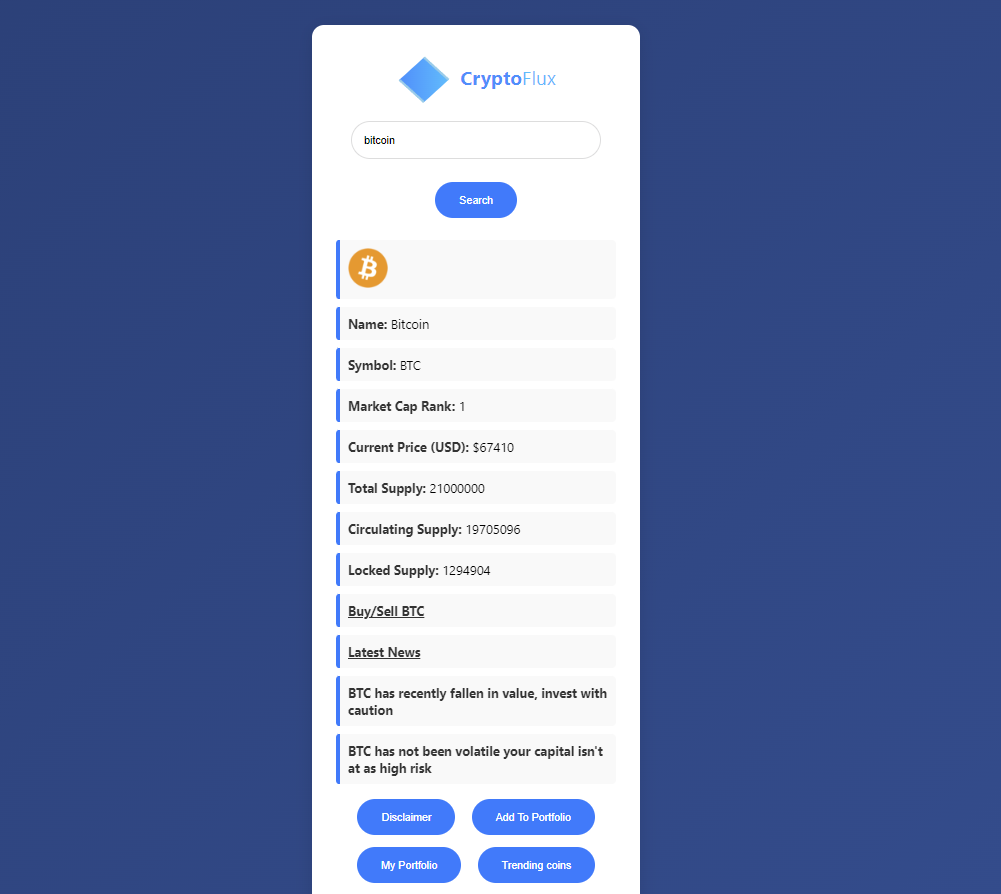 CryptoFlux
bitcoin
Search
Name: Bitcoin
Symbol: BTC
Market Cap Rank: 1
Current Price (USD): $67410
Total Supply: 21000000
Circulating Supply: 19705096
Locked Supply: 1294904
Buy/Sell BTC
Latest News
BTC has recently fallen in value, invest with
caution
BTC has not been volatile your capital isn't
at as high risk
Disclaimer
Add To Portfolio
My Portfolio
Trending coins